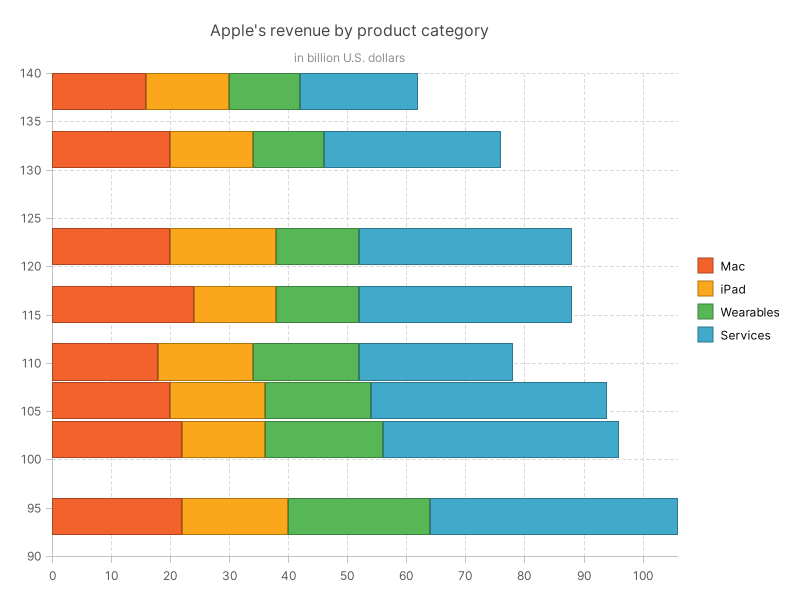 Apple's revenue by product category
in billion U.S. dollars
140
135
130
125
120
115
110
105
100
95
90
0 10 20 30 40 50 60 70 80 90 100
Mac
iPad
Wearables
Services